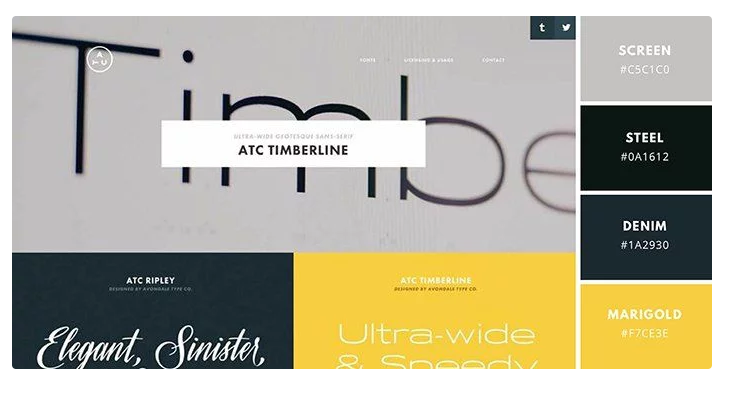 t
FONTS LICENSING & USAGE CONTACT
Timbe
ULTRA-WIDE GEOTESQUE SANS-SERIF
ATC TIMBERLINE
ATC RIPLEY
DESIGNED BY AVONDALE TYPE CO.
Elegant, Sinister,
ATC TIMBERLINE
DESIGNED BY AVONDALE TYPE CO.
Ultra-wide
& Speedy
SCREEN
#C5C1C0
STEEL
#0A1612
DENIM
#1A2930
MARIGOLD
#F7CE3E